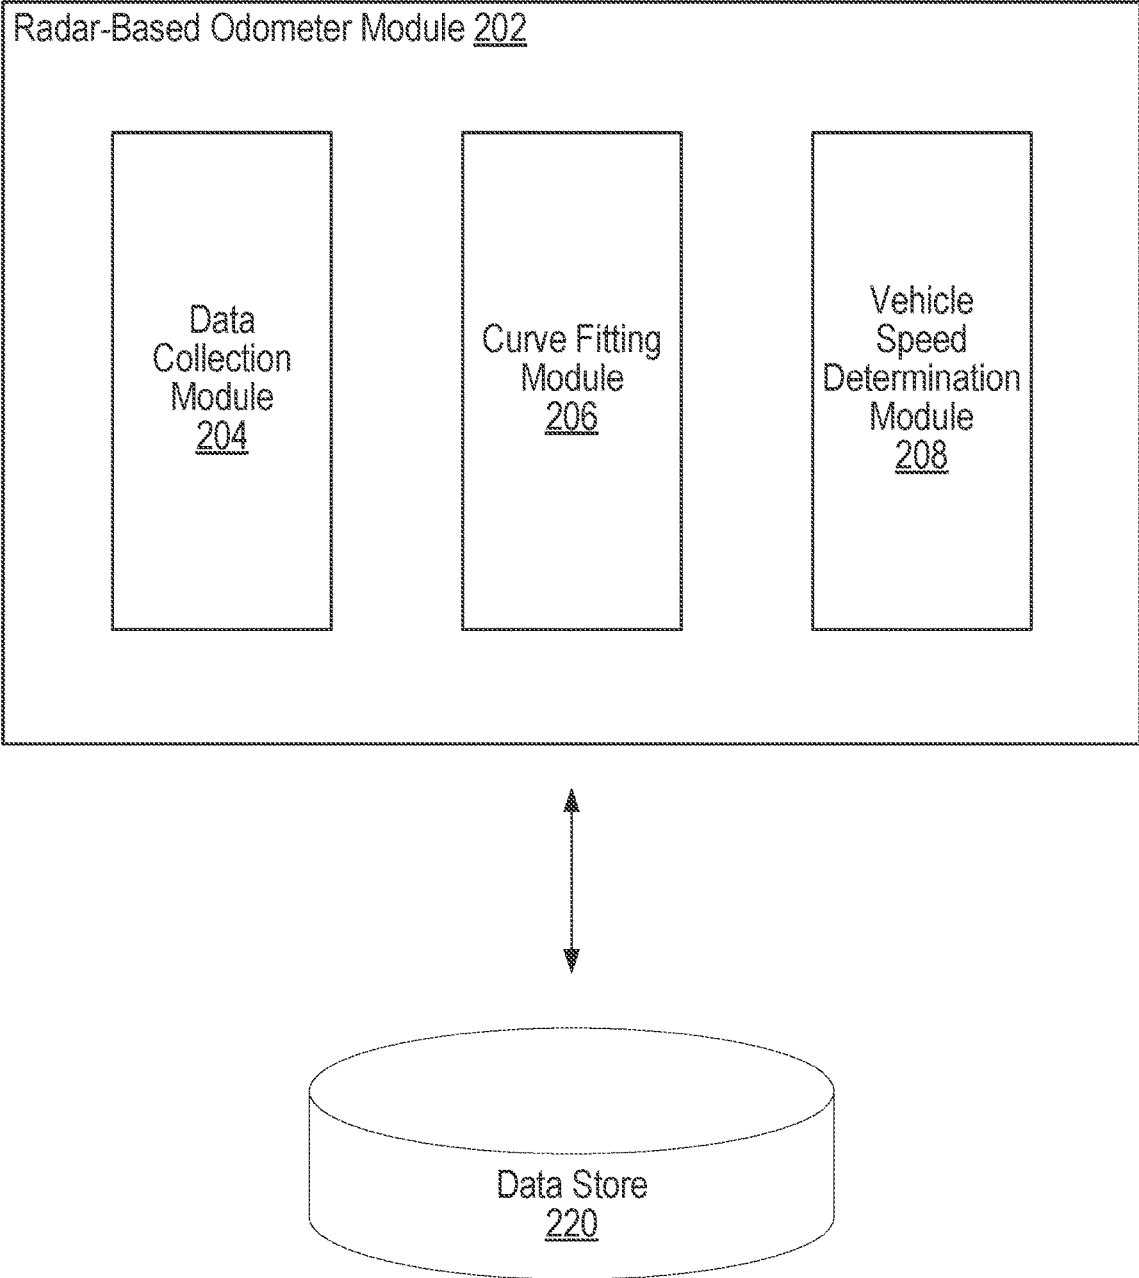 Radar-Based Odometer Module 202
Data
Collection
Module
204
Curve Fitting
Module
206
Vehicle
Speed
Determination
Module
208
Data Store
220